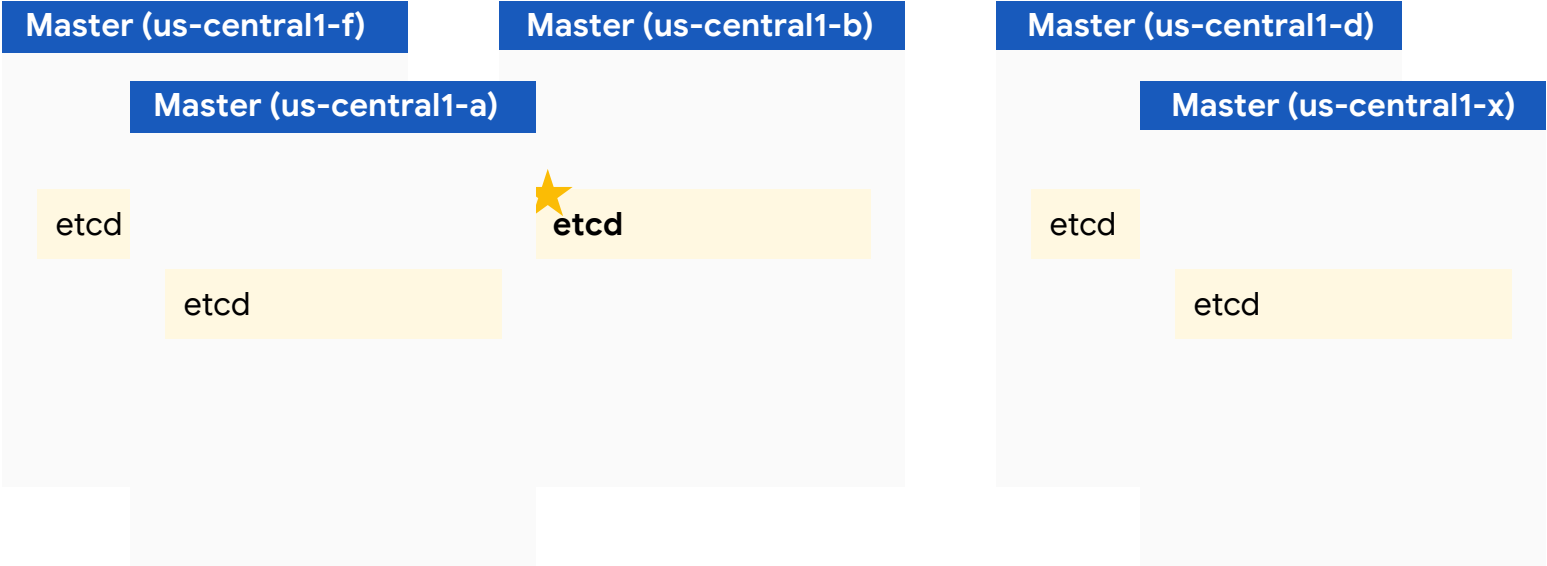 Master (us-central1-f)
Master (us-central1-b)
Master (us-central1-d)
Master (us-central1-a)
Master (us-central1-x)
etcd
etcd
etcd
etcd
etcd